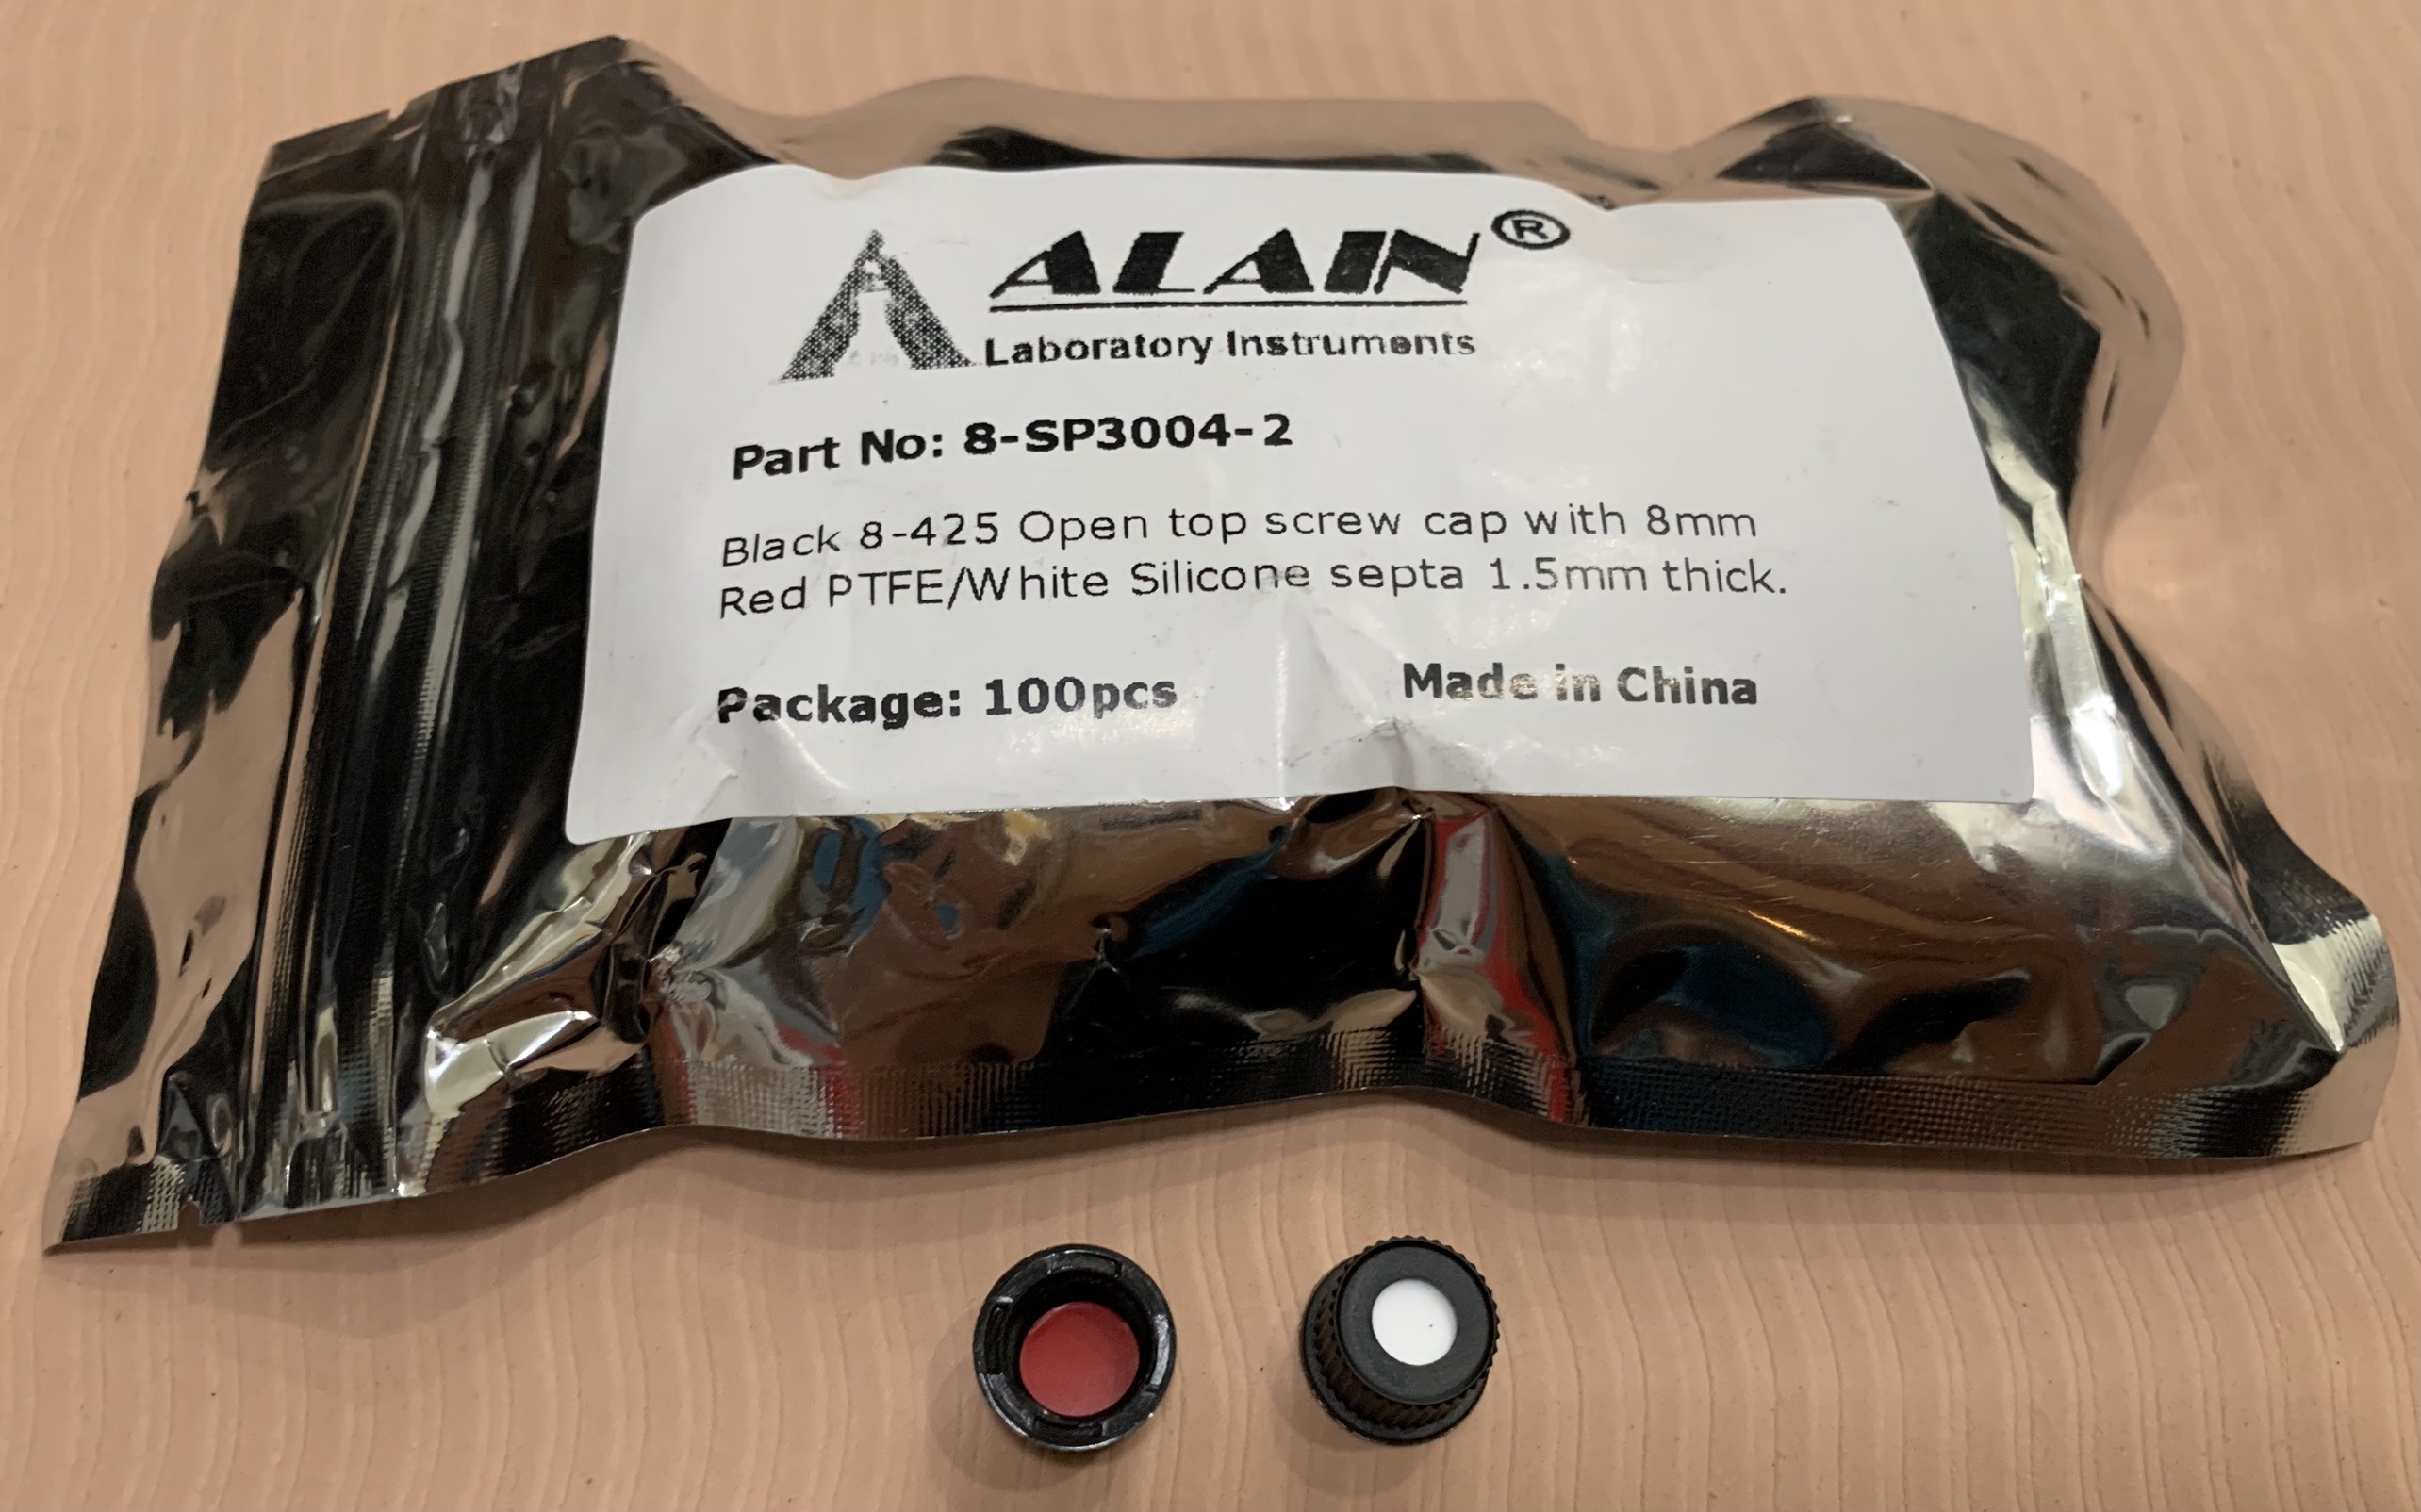 ALAIN®
Laboratory Instruments
Part No: 8-SP3004-2
Black 8-425 Open top screw cap with 8mm
Red PTFE/White Silicone septa 1.5mm thick.
Package: 100pcs Made in China